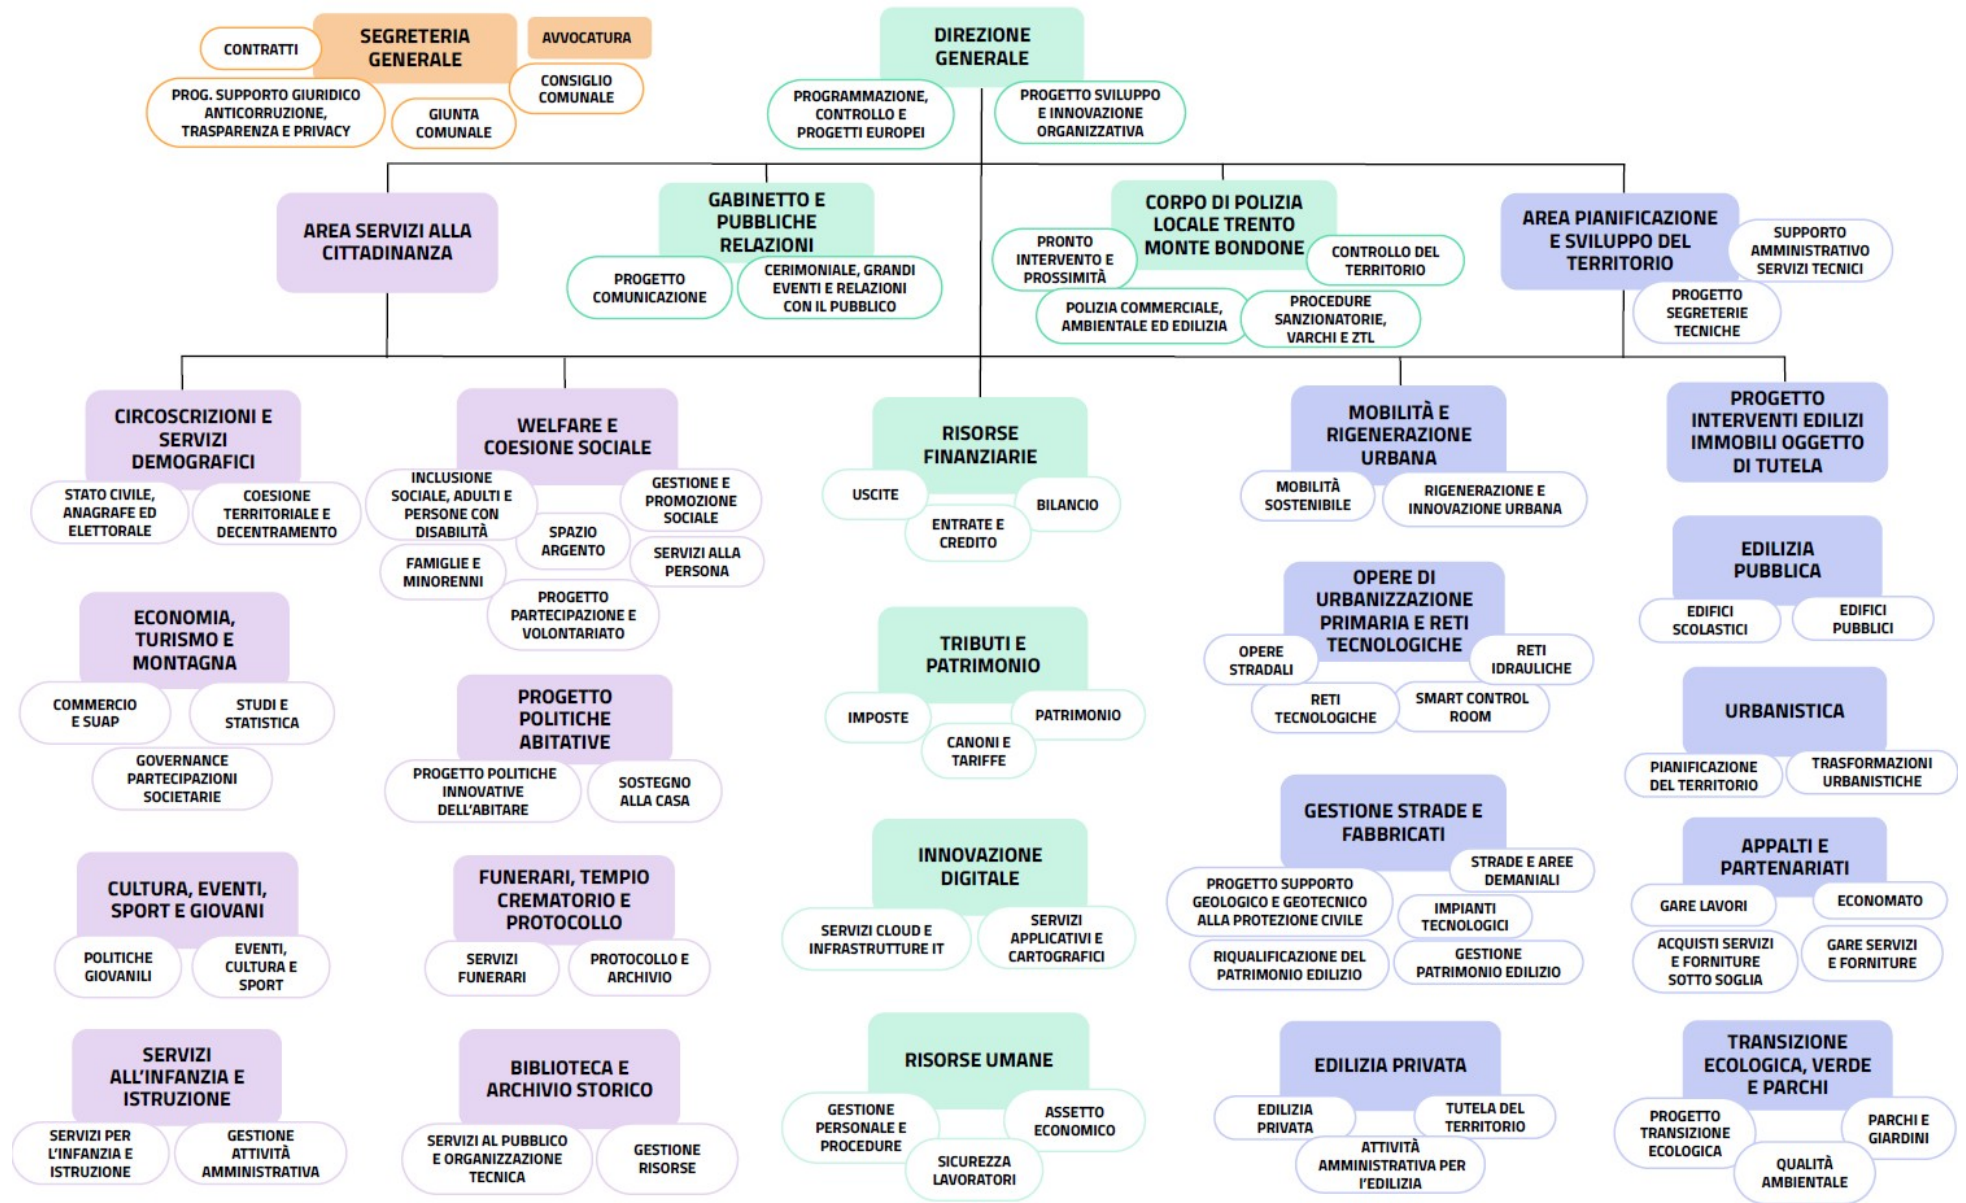 CONTRATTI
SEGRETERIA
GENERALE
AVVOCATURA
PROG. SUPPORTO GIURIDICO
ANTICORRUZIONE,
TRASPARENZA E PRIVACY
GIUNTA
COMUNALE
CONSIGLIO
COMUNALE
DIREZIONE
GENERALE
PROGRAMMAZIONE,
CONTROLLO E
PROGETTI EUROPEI
PROGETTO SVILUPPO
E INNOVAZIONE
ORGANIZZATIVA
AREA SERVIZI ALLA
CITTADINANZA
GABINETTO E
PUBBLICHE
RELAZIONI
PROGETTO
COMUNICAZIONE
CERIMONIALE, GRANDI
EVENTI E RELAZIONI
CON IL PUBBLICO
CORPO DI POLIZIA
LOCALE TRENTO
MONTE BONDONE
PRONTO
INTERVENTO E
PROSSIMITÀ
CONTROLLO DEL
TERRITORIO
POLIZIA COMMERCIALE,
AMBIENTALE ED EDILIZIA
PROCEDURE
SANZIONATORIE,
VARCHI E ZTL
AREA PIANIFICAZIONE
E SVILUPPO DEL
TERRITORIO
SUPPORTO
AMMINISTRATIVO
SERVIZI TECNICI
PROGETTO
SEGRETERIE
TECNICHE
CIRCOSCRIZIONI E
SERVIZI
DEMOGRAFICI
STATO CIVILE,
ANAGRAFE ED
ELETTORALE
COESIONE
TERRITORIALE E
DECENTRAMENTO
ECONOMIA,
TURISMO E
MONTAGNA
COMMERCIO
E SUAP
STUDI E
STATISTICA
GOVERNANCE
PARTECIPAZIONI
SOCIETARIE
CULTURA, EVENTI,
SPORT E GIOVANI
POLITICHE
GIOVANILI
EVENTI,
CULTURA E
SPORT
SERVIZI
ALL'INFANZIA E
ISTRUZIONE
SERVIZI PER
L'INFANZIA E
ISTRUZIONE
GESTIONE
ATTIVITÀ
AMMINISTRATIVA
WELFARE E
COESIONE SOCIALE
INCLUSIONE
SOCIALE, ADULTI E
PERSONE CON
DISABILITÀ
GESTIONE E
PROMOZIONE
SOCIALE
SPAZIO
ARGENTO
FAMIGLIE E
MINORENNI
SERVIZI ALLA
PERSONA
PROGETTO
PARTECIPAZIONE E
VOLONTARIATO
PROGETTO
POLITICHE
ABITATIVE
PROGETTO POLITICHE
INNOVATIVE
DELL'ABITARE
SOSTEGNO
ALLA CASA
FUNERARI, TEMPIO
CREMATORIO E
PROTOCOLLO
SERVIZI
FUNERARI
PROTOCOLLO E
ARCHIVIO
BIBLIOTECA E
ARCHIVIO STORICO
SERVIZI AL PUBBLICO
E ORGANIZZAZIONE
TECNICA
GESTIONE
RISORSE
RISORSE
FINANZIARIE
USCITE
BILANCIO
ENTRATE E
CREDITO
TRIBUTI E
PATRIMONIO
IMPOSTE
PATRIMONIO
CANONI E
TARIFFE
INNOVAZIONE
DIGITALE
SERVIZI CLOUD E
INFRASTRUTTURE IT
SERVIZI
APPLICATIVI E
CARTOGRAFICI
RISORSE UMANE
GESTIONE
PERSONALE E
PROCEDURE
ASSETTO
ECONOMICO
SICUREZZA
LAVORATORI
MOBILITÀ E
RIGENERAZIONE
URBANA
MOBILITÀ
SOSTENIBILE
RIGENERAZIONE E
INNOVAZIONE URBANA
OPERE DI
URBANIZZAZIONE
PRIMARIA E RETI
TECNOLOGICHE
OPERE
STRADALI
RETI
IDRAULICHE
RETI
TECNOLOGICHE
SMART CONTROL
ROOM
GESTIONE STRADE E
FABBRICATI
STRADE E AREE
DEMANIALI
PROGETTO SUPPORTO
GEOLOGICO E GEOTECNICO
ALLA PROTEZIONE CIVILE
IMPIANTI
TECNOLOGICI
RIQUALIFICAZIONE DEL
PATRIMONIO EDILIZIO
GESTIONE
PATRIMONIO EDILIZIO
EDILIZIA PRIVATA
EDILIZIA
PRIVATA
TUTELA DEL
TERRITORIO
ATTIVITÀ
AMMINISTRATIVA PER
l'EDILIZIA
PROGETTO
INTERVENTI EDILIZI
IMMOBILI OGGETTO
DI TUTELA
EDILIZIA
PUBBLICA
EDIFICI
SCOLASTICI
EDIFICI
PUBBLICI
URBANISTICA
PIANIFICAZIONE
DEL TERRITORIO
TRASFORMAZIONI
URBANISTICHE
APPALTI E
PARTENARIATI
GARE LAVORI
ECONOMATO
ACQUISTI SERVIZI
E FORNITURE
SOTTO SOGLIA
GARE SERVIZI
E FORNITURE
TRANSIZIONE
ECOLOGICA, VERDE
E PARCHI
PROGETTO
TRANSIZIONE
ECOLOGICA
PARCHI E
GIARDINI
QUALITÀ
AMBIENTALE